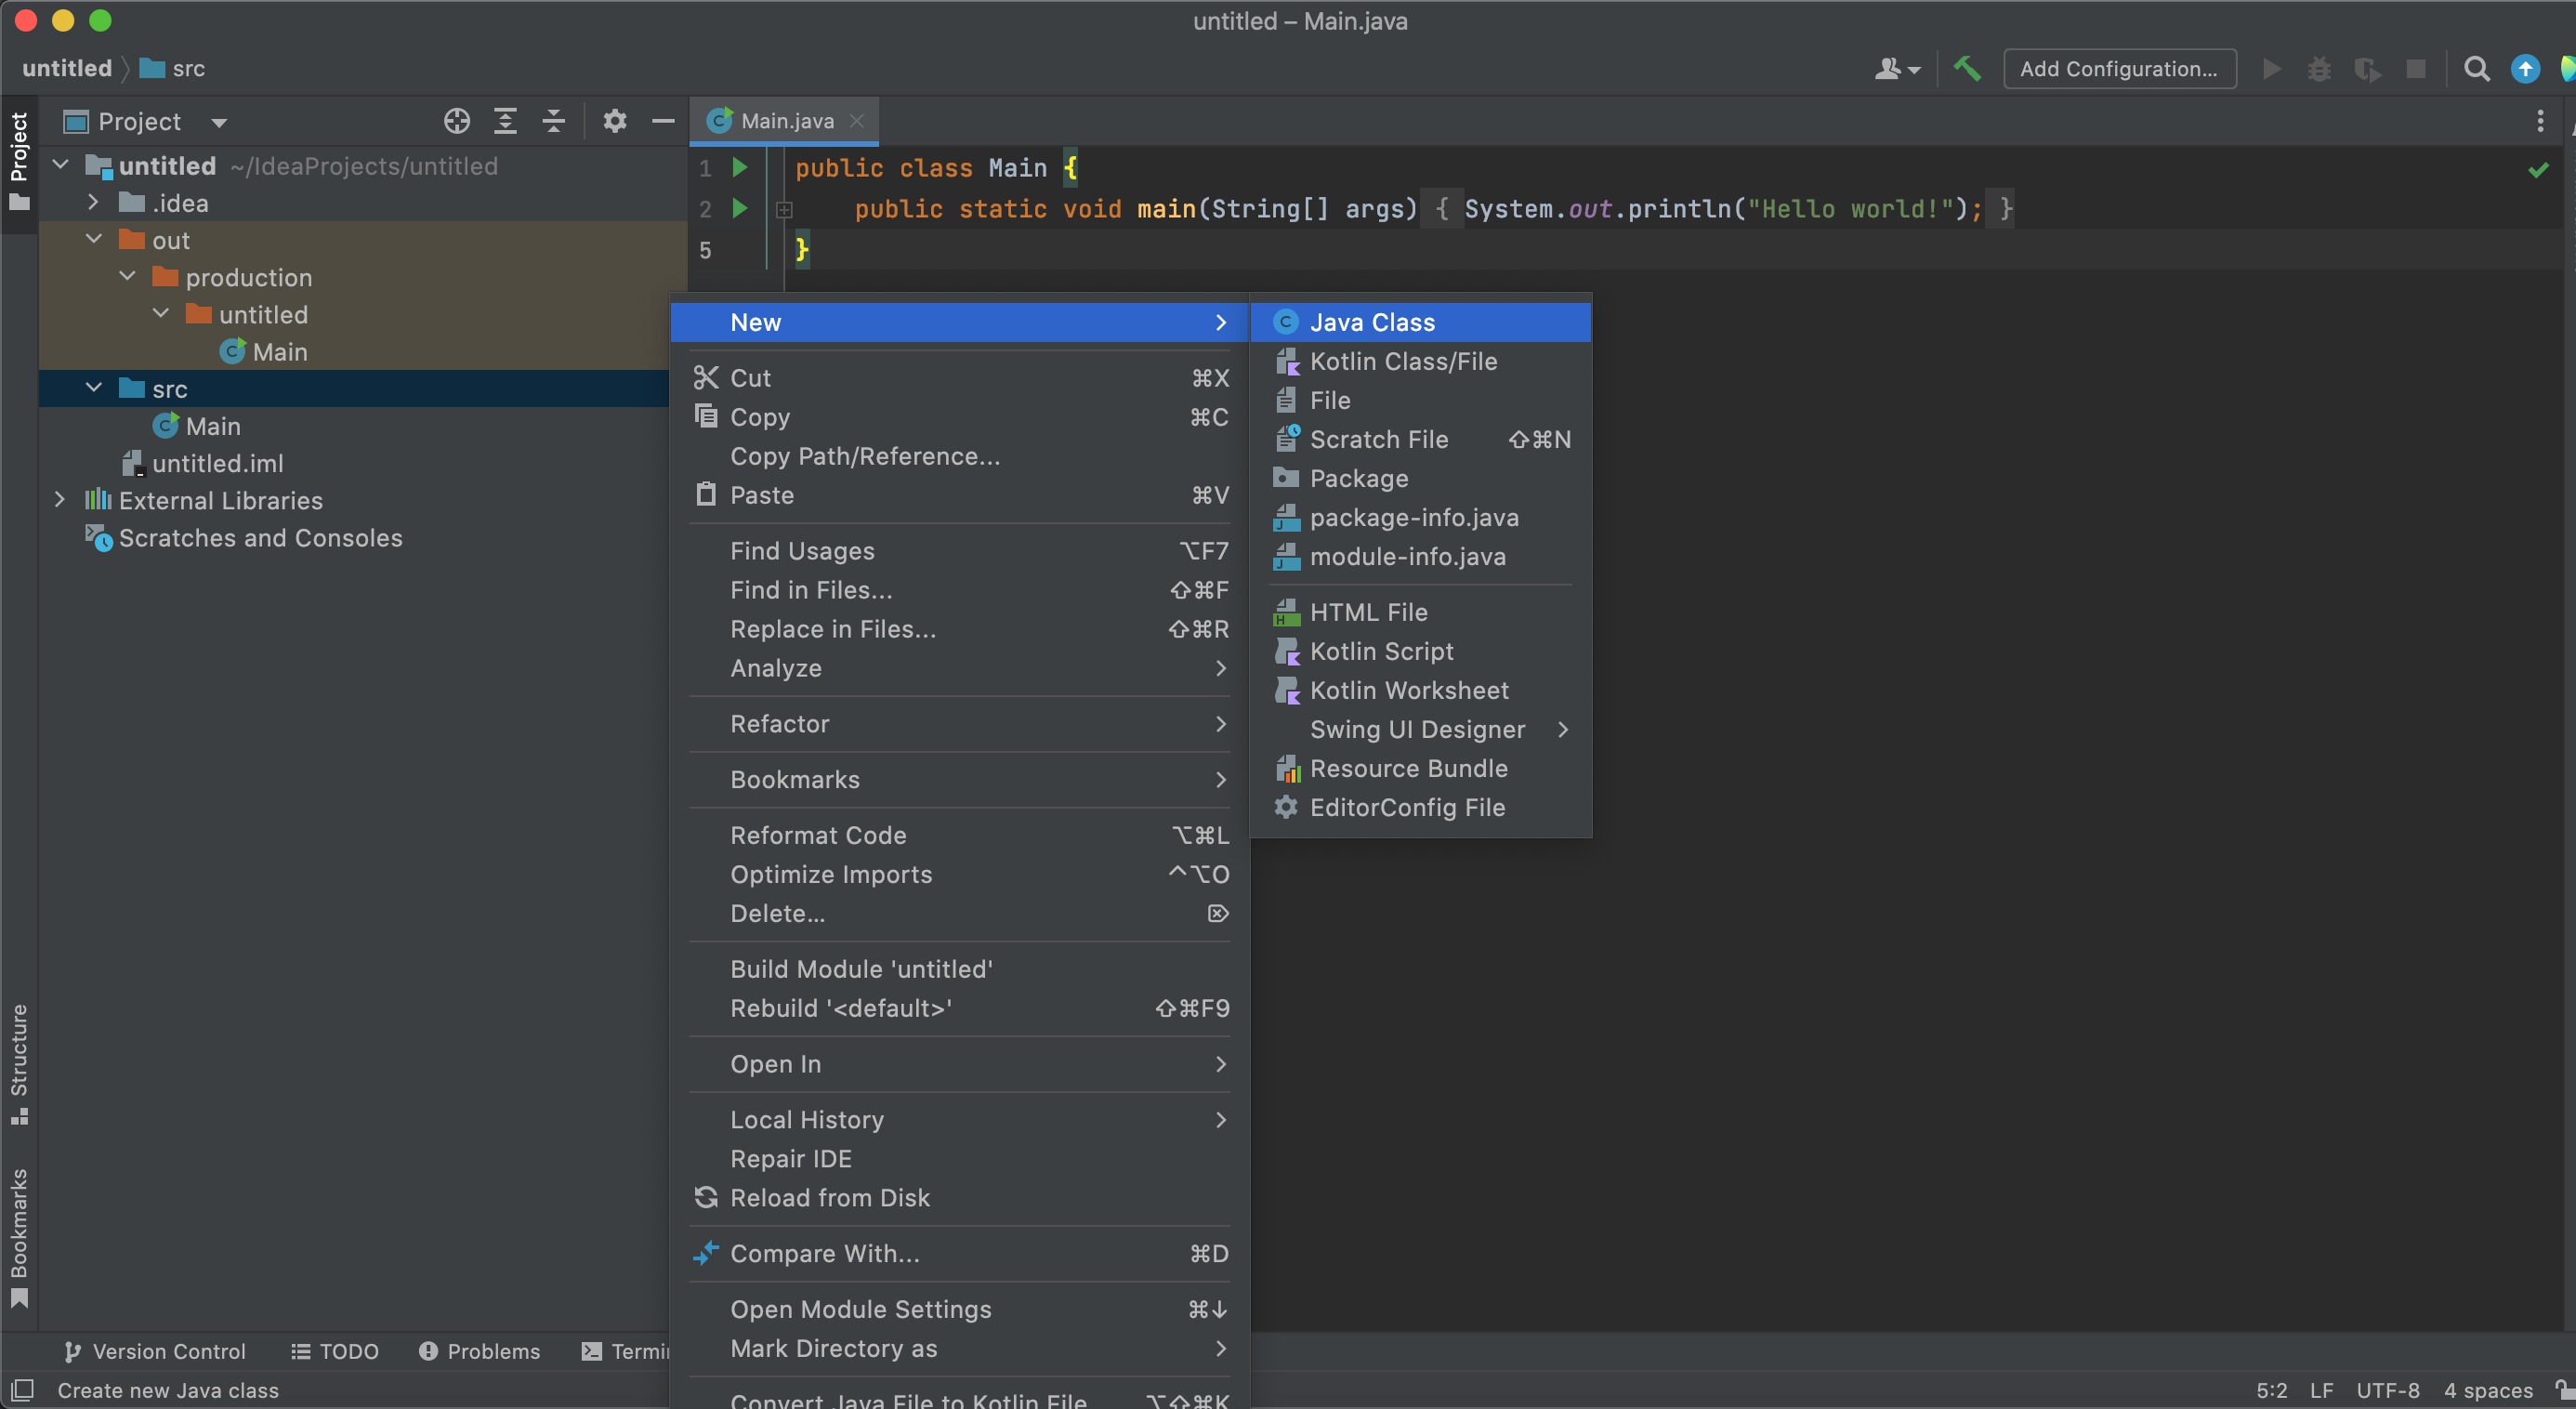 untitled – Main.java
untitled src
Add Configuration...
Project
Project
Main.java
untitled ~/IdeaProjects/untitled
.idea
out
production
untitled
Main
src
Main
untitled.iml
External Libraries
Scratches and Consoles
1 public class Main {
2 public static void main(String[] args) { System.out.println("Hello world!"); }
5 }
New
Cut ⌘X
Copy ⌘C
Copy Path/Reference...
Paste ⌘V
Find Usages ⌥F7
Find in Files... ⇧⌘F
Replace in Files... ⇧⌘R
Analyze
Refactor
Bookmarks
Reformat Code ⌥⌘L
Optimize Imports ^⌥O
Delete... ⌦
Build Module 'untitled'
Rebuild '<default>' ⇧⌘F9
Open In
Local History
Repair IDE
Reload from Disk
Compare With... ⌘D
Open Module Settings ⌘↓
Mark Directory as
Convert Java File to Kotlin File ⌥⇧⌘K
Java Class
Kotlin Class/File
File
Scratch File ⇧⌘N
Package
package-info.java
module-info.java
HTML File
Kotlin Script
Kotlin Worksheet
Swing UI Designer
Resource Bundle
EditorConfig File
Structure
Bookmarks
Version Control TODO Problems Termi
Create new Java class
5:2 LF UTF-8 4 spaces